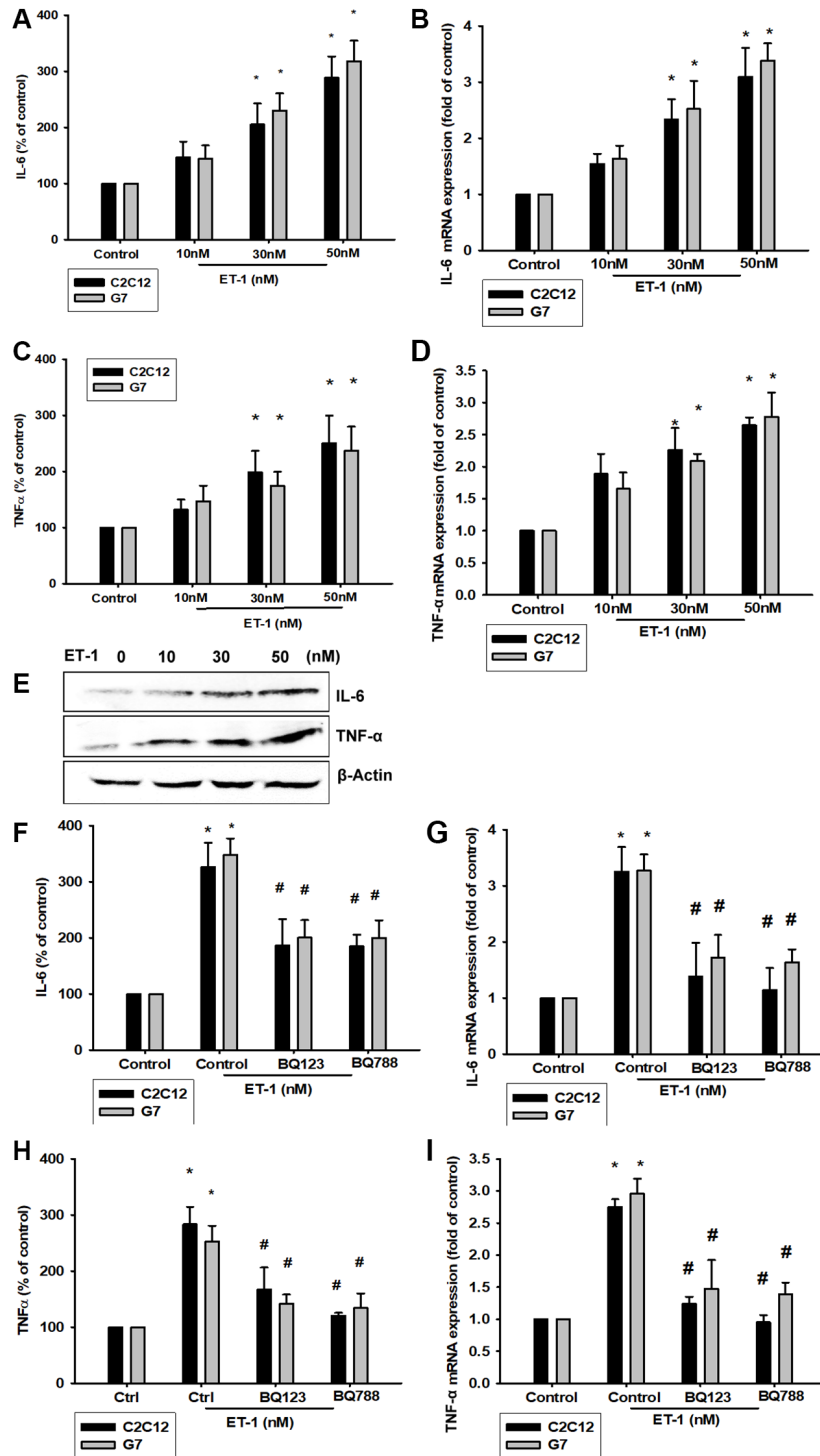 A
IL-6 (% of control)
400
300
200
100
0
* * * *
Control 10nM 30nM 50nM
ET-1 (nM)
C2C12
G7
B
IL-6 mRNA expression (fold of control)
4
3
2
1
0
* * * *
Control 10nM 30nM 50nM
ET-1 (nM)
C2C12
G7
C
TNFα (% of control)
400
300
200
100
0
C2C12
G7
* * * *
Control 10nM 30nM 50nM
ET-1 (nM)
D
TNF-α mRNA expression (fold of control)
3.5
3.0
2.5
2.0
1.5
1.0
0.5
0.0
* * * *
Control 10nM 30nM 50nM
ET-1 (nM)
C2C12
G7
E
ET-1 0 10 30 50 (nM)
IL-6
TNF-α
β-Actin
F
IL-6 (% of control)
400
300
200
100
0
* * # # # #
Control Control BQ123 BQ788
ET-1 (nM)
C2C12
G7
G
IL-6 mRNA expression (fold of control)
4
3
2
1
0
* * # # # #
Control Control BQ123 BQ788
ET-1 (nM)
C2C12
G7
H
TNFα (% of control)
400
300
200
100
0
* * # # # #
Ctrl Ctrl BQ123 BQ788
ET-1 (nM)
C2C12
G7
I
TNF-α mRNA expression (fold of control)
3.5
3.0
2.5
2.0
1.5
1.0
0.5
0.0
* * # # # #
Control Control BQ123 BQ788
ET-1 (nM)
C2C12
G7